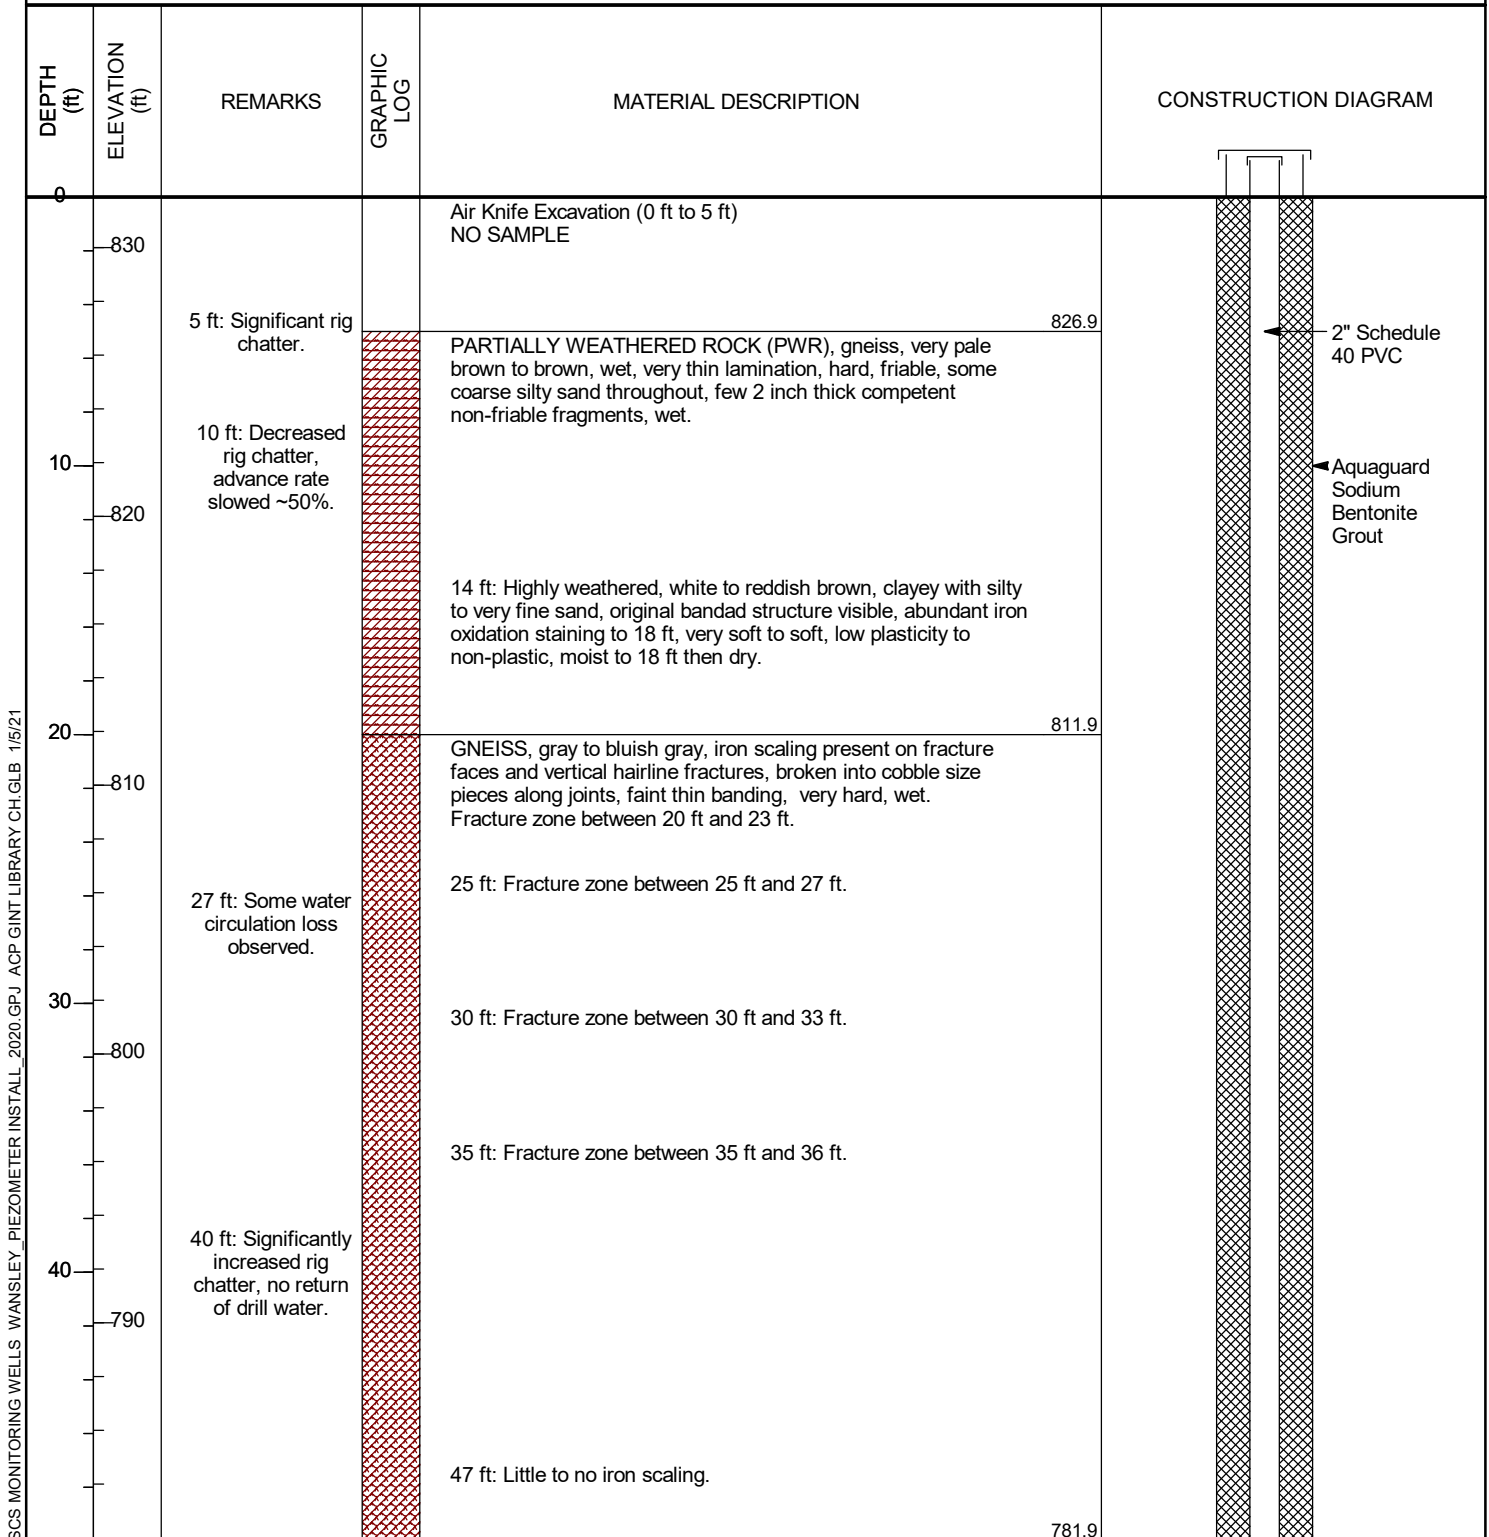 DEPTH
(ft)
ELEVATION
(ft)
REMARKS
GRAPHIC
LOG
MATERIAL DESCRIPTION
CONSTRUCTION DIAGRAM
0
Air Knife Excavation (0 ft to 5 ft)
NO SAMPLE
830
5 ft: Significant rig
chatter.
826.9
2" Schedule
40 PVC
PARTIALLY WEATHERED ROCK (PWR), gneiss, very pale
brown to brown, wet, very thin lamination, hard, friable, some
coarse silty sand throughout, few 2 inch thick competent
non-friable fragments, wet.
10 ft: Decreased
rig chatter,
advance rate
slowed ~50%.
10
Aquaguard
Sodium
Bentonite
Grout
820
14 ft: Highly weathered, white to reddish brown, clayey with silty
to very fine sand, original bandad structure visible, abundant iron
oxidation staining to 18 ft, very soft to soft, low plasticity to
non-plastic, moist to 18 ft then dry.
811.9
20
GNEISS, gray to bluish gray, iron scaling present on fracture
faces and vertical hairline fractures, broken into cobble size
pieces along joints, faint thin banding,  very hard, wet.
Fracture zone between 20 ft and 23 ft.
810
25 ft: Fracture zone between 25 ft and 27 ft.
27 ft: Some water
circulation loss
observed.
30
30 ft: Fracture zone between 30 ft and 33 ft.
800
35 ft: Fracture zone between 35 ft and 36 ft.
40 ft: Significantly
increased rig
chatter, no return
of drill water.
40
790
47 ft: Little to no iron scaling.
781.9
SCS MONITORING WELLS  WANSLEY_PIEZOMETER INSTALL_2020.GPJ  ACP GINT LIBRARY CH.GLB  1/5/21